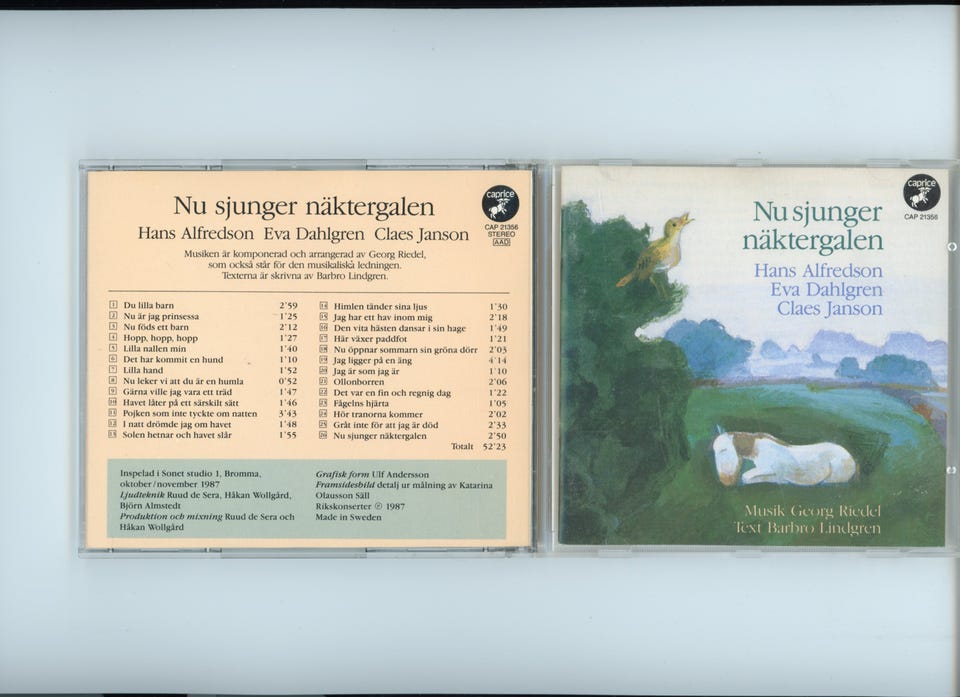 Nu sjunger näktergalen
Hans Alfredson Eva Dahlgren Claes Janson
caprice
CAP 21356
STEREO
AAD
Musiken är komponerad och arrangerad av Georg Riedel,
som också står för den musikaliska ledningen.
Texterna är skrivna av Barbro Lindgren.
1 Du lilla barn 2'59
2 Nu är jag prinsessa 1'25
3 Nu föds ett barn 2'12
4 Hopp, hopp, hopp 1'27
5 Lilla nallen min 1'40
6 Det har kommit en hund 1'10
7 Lilla hand 1'52
8 Nu leker vi att du är en humla 0'52
9 Gärna ville jag vara ett träd 1'47
10 Havet låter på ett särskilt sätt 1'46
11 Pojken som inte tyckte om natten 3'43
12 I natt drömde jag om havet 1'48
13 Solen hetnar och havet slår 1'55
14 Himlen tänder sina ljus 1'30
15 Jag har ett hav inom mig 2'18
16 Den vita hästen dansar i sin hage 1'49
17 Här växer paddfot 1'21
18 Nu öppnar sommarn sin gröna dörr 2'03
19 Jag ligger på en äng 4'14
20 Jag är som jag är 1'10
21 Ollonborren 2'06
22 Det var en fin och regnig dag 1'22
23 Fågelns hjärta 1'05
24 Hör tranorna kommer 2'02
25 Gråt inte för att jag är död 2'33
26 Nu sjunger näktergalen 2'50
Totalt 52'23
Inspelad i Sonet studio 1, Bromma,
oktober/november 1987
Ljudteknik Ruud de Sera, Håkan Wollgård,
Björn Almstedt
Produktion och mixning Ruud de Sera och
Håkan Wollgård
Grafisk form Ulf Andersson
Framsidesbild detalj ur målning av Katarina
Olausson Säll
Rikskonserter ℗ 1987
Made in Sweden
caprice
CAP 21356
Nu sjunger
näktergalen
Hans Alfredson
Eva Dahlgren
Claes Janson
Musik Georg Riedel
Text Barbro Lindgren